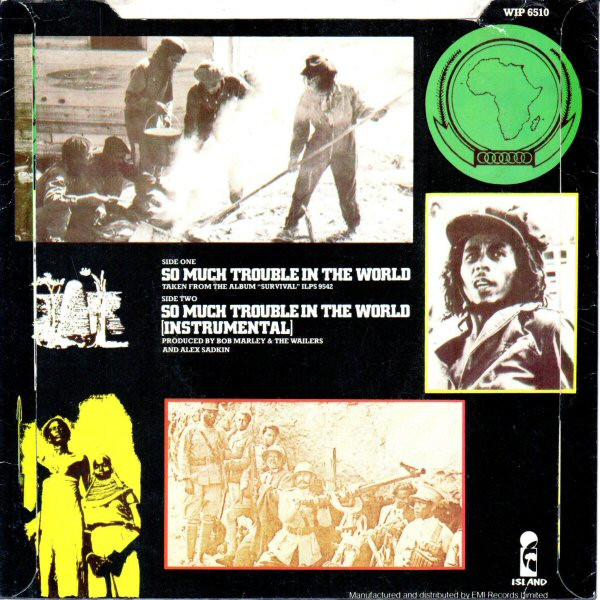 WIP 6510
SIDE ONE
SO MUCH TROUBLE IN THE WORLD
TAKEN FROM THE ALBUM "SURVIVAL" ILPS 9542
SIDE TWO
SO MUCH TROUBLE IN THE WORLD
[INSTRUMENTAL]
PRODUCED BY BOB MARLEY & THE WAILERS
AND ALEX SADKIN
ISLAND
Manufactured and distributed by EMI Records Limited